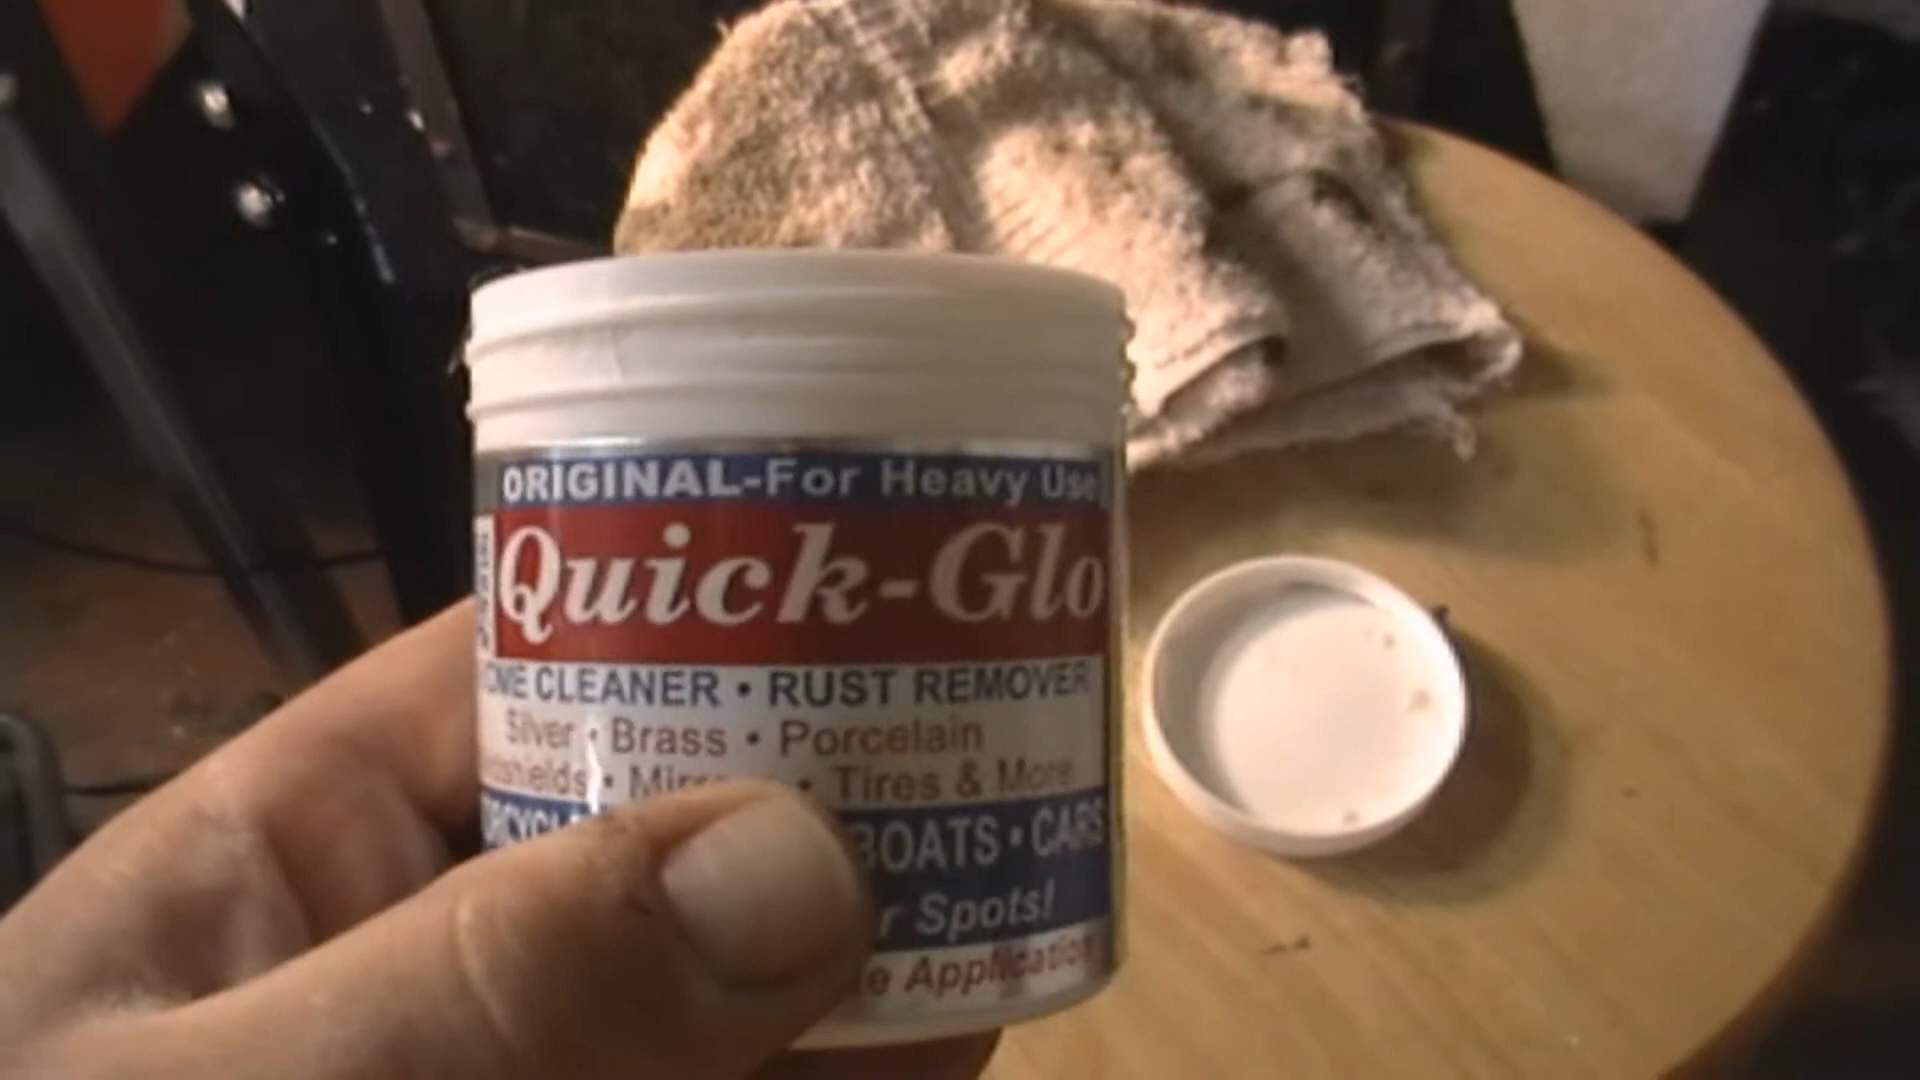 ORIGINAL-For Heavy Use
Quick-Glo
CLEANER • RUST REMOVER
Silver • Brass • Porcelain
• • Tires & More
BOATS • CARS
Spots!
Application